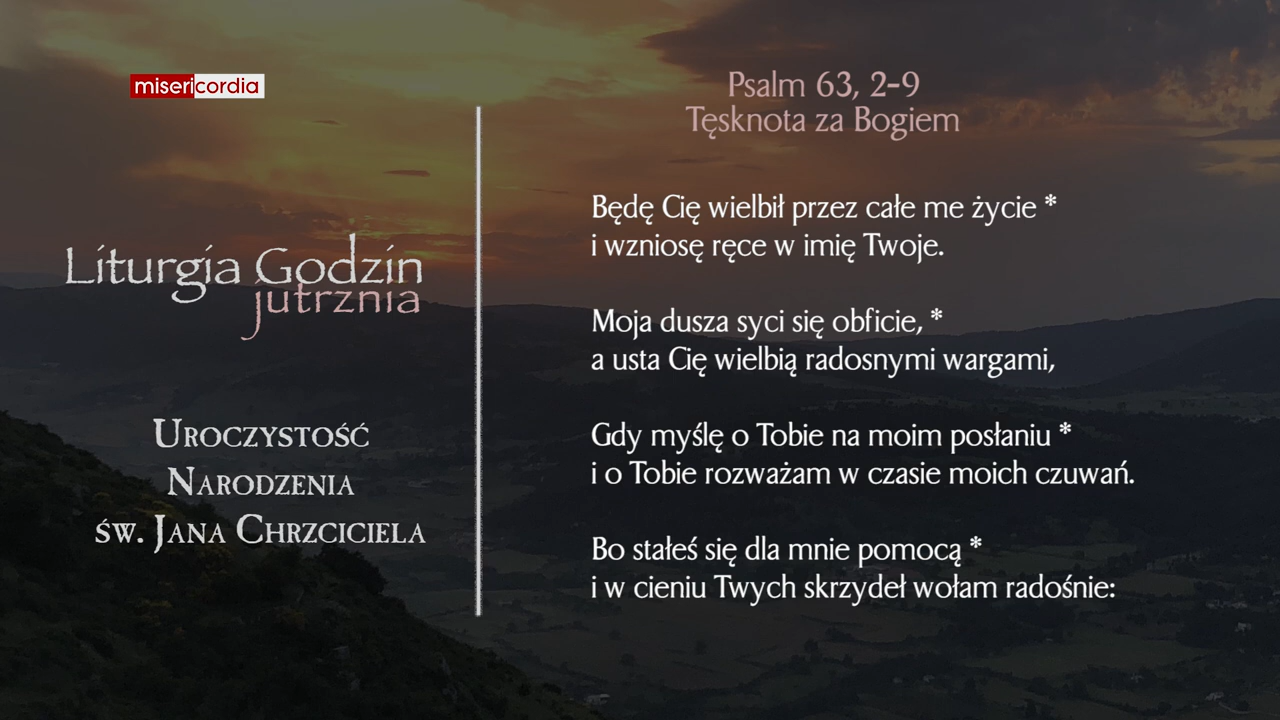 misericordia
Liturgia Godzin
jutrznia
Uroczystość
Narodzenia
św. Jana Chrzciciela
Psalm 63, 2-9
Tęsknota za Bogiem
Będę Cię wielbił przez całe me życie *
i wzniosę ręce w imię Twoje.
Moja dusza syci się obficie, *
a usta Cię wielbią radosnymi wargami,
Gdy myślę o Tobie na moim posłaniu *
i o Tobie rozważam w czasie moich czuwań.
Bo stałeś się dla mnie pomocą *
i w cieniu Twych skrzydeł wołam radośnie: